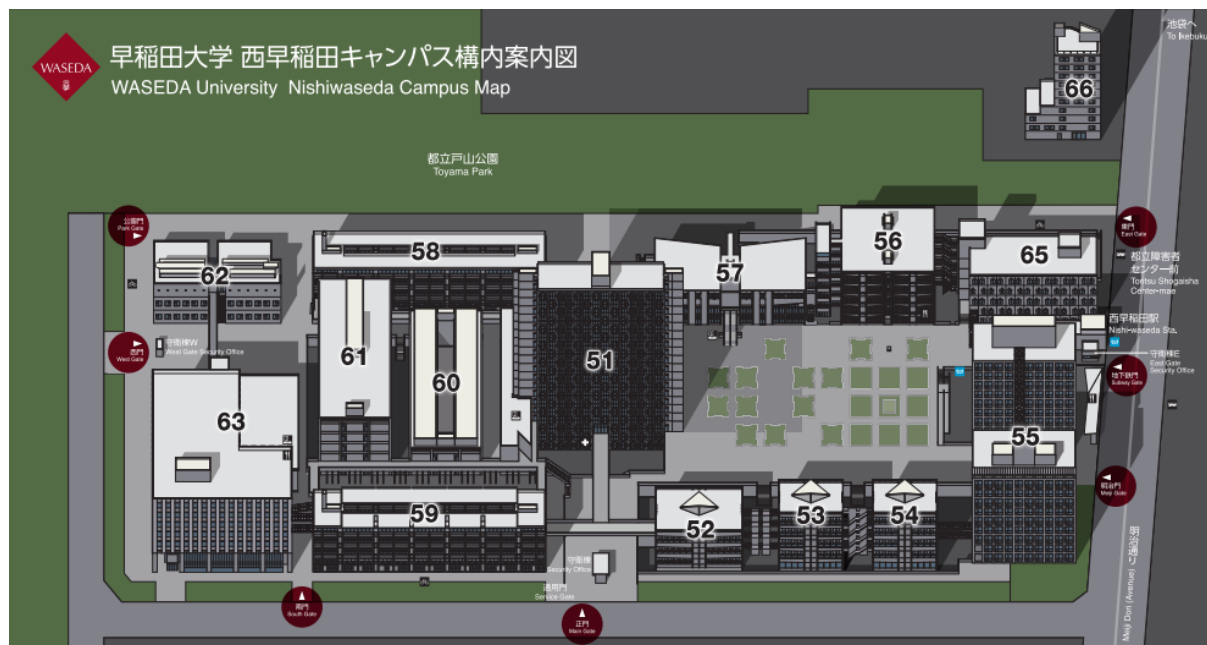 WASEDA
早稲田大学 西早稲田キャンパス構内案内図
WASEDA University Nishiwaseda Campus Map
池袋へ
To Ikebuku
66
都立戸山公園
Toyama Park
公園門
Park Gate
東門
East Gate
62
58
57
56
65
都立障害者
センター前
Toritsu Shogaisha
Center-mae
西早稲田駅
Nishi-waseda Sta.
西門
West Gate
守衛棟W
West Gate Security Office
61
60
51
守衛棟E
East Gate
Security Office
地下鉄門
Subway Gate
63
55
明治門
Meiji Gate
59
52
53
54
守衛棟
Security Office
通用門
Service Gate
南門
South Gate
正門
Main Gate
明治通り
Meiji Dori (Avenue)